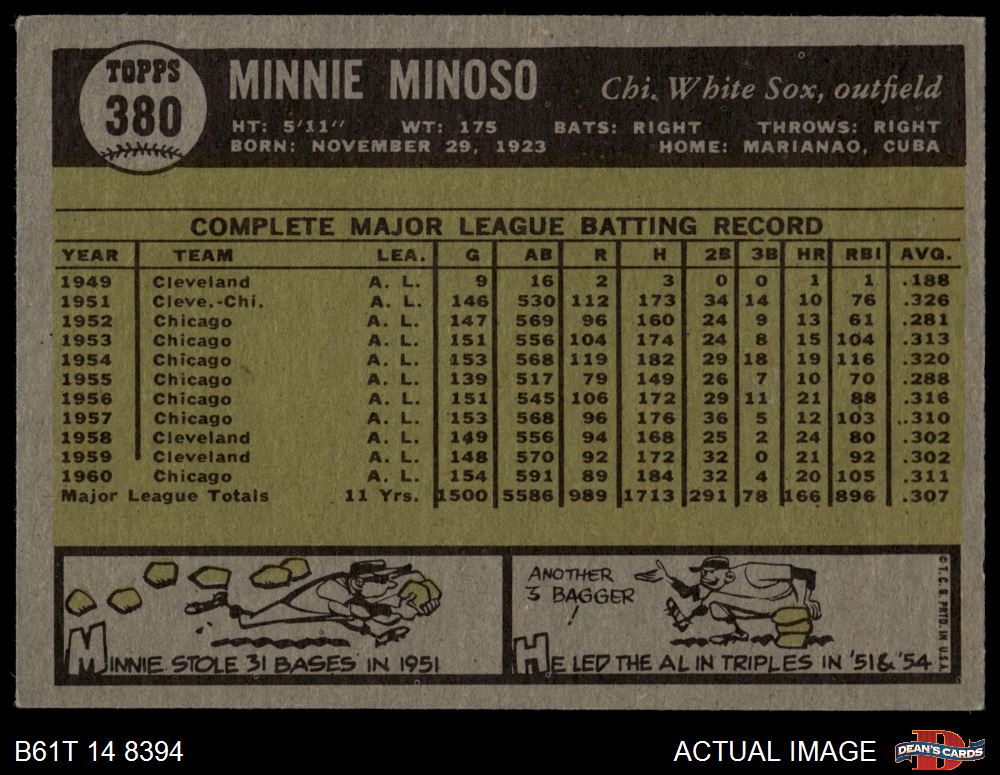 TOPPS
380
MINNIE MINOSO
Chi. White Sox, outfield
HT: 5'11" WT: 175 BATS: RIGHT THROWS: RIGHT
BORN: NOVEMBER 29, 1923 HOME: MARIANAO, CUBA
COMPLETE MAJOR LEAGUE BATTING RECORD
YEAR TEAM LEA. G AB R H 2B 3B HR RBI AVG.
1949 Cleveland A. L. 9 16 2 3 0 0 1 1 .188
1951 Cleve.-Chi. A. L. 146 530 112 173 34 14 10 76 .326
1952 Chicago A. L. 147 569 96 160 24 9 13 61 .281
1953 Chicago A. L. 151 556 104 174 24 8 15 104 .313
1954 Chicago A. L. 153 568 119 182 29 18 19 116 .320
1955 Chicago A. L. 139 517 79 149 26 7 10 70 .288
1956 Chicago A. L. 151 545 106 172 29 11 21 88 .316
1957 Chicago A. L. 153 568 96 176 36 5 12 103 .310
1958 Cleveland A. L. 149 556 94 168 25 2 24 80 .302
1959 Cleveland A. L. 148 570 92 172 32 0 21 92 .302
1960 Chicago A. L. 154 591 89 184 32 4 20 105 .311
Major League Totals 11 Yrs. 1500 5586 989 1713 291 78 166 896 .307
MINNIE STOLE 31 BASES IN 1951
ANOTHER
3 BAGGER
!
HE LED THE AL IN TRIPLES IN '51 & '54
© T. C. G. PRTD. IN U.S.A.
B61T 14 8394
ACTUAL IMAGE
D
DEAN'S CARDS